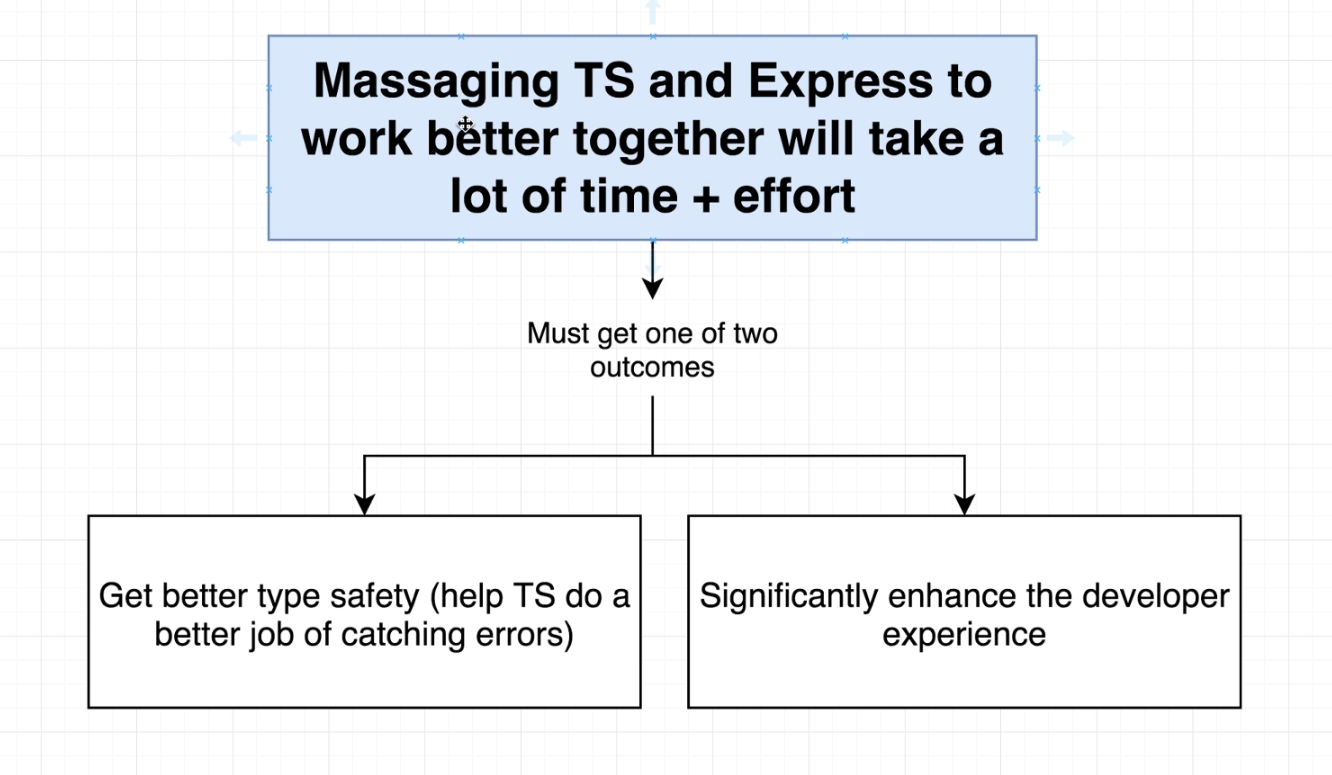 Massaging TS and Express to
work better together will take a
lot of time + effort
Must get one of two
outcomes
Get better type safety (help TS do a
better job of catching errors)
Significantly enhance the developer
experience